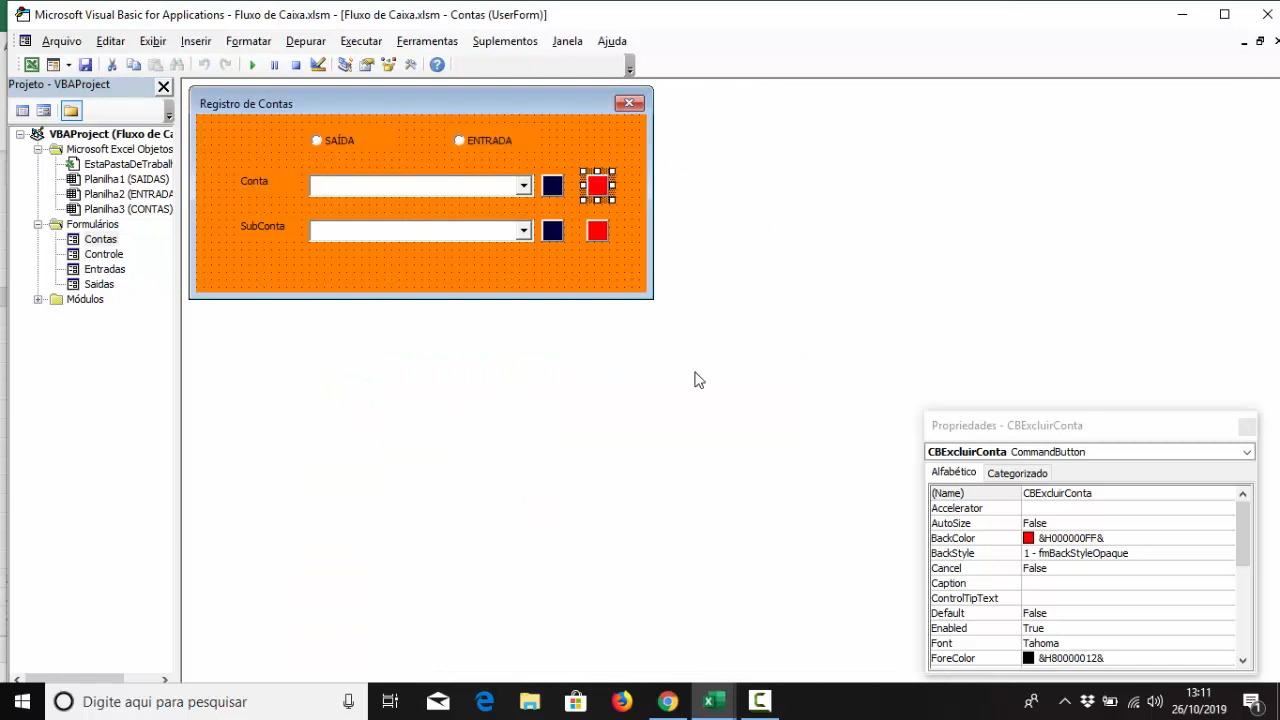 Microsoft Visual Basic for Applications - Fluxo de Caixa.xlsm - [Fluxo de Caixa.xlsm - Contas (UserForm)]
Arquivo Editar Exibir Inserir Formatar Depurar Executar Ferramentas Suplementos Janela Ajuda
Projeto - VBAProject
VBAProject (Fluxo de Ca
Microsoft Excel Objetos
EstaPastaDeTrabalh
Planilha1 (SAIDAS)
Planilha2 (ENTRADA
Planilha3 (CONTAS)
Formulários
Contas
Controle
Entradas
Saidas
Módulos
Registro de Contas
SAÍDA ENTRADA
Conta
SubConta
Propriedades - CBExcluirConta
CBExcluirConta CommandButton
Alfabético Categorizado
(Name) CBExcluirConta
Accelerator
AutoSize False
BackColor &H000000FF&
BackStyle 1 - fmBackStyleOpaque
Cancel False
Caption
ControlTipText
Default False
Enabled True
Font Tahoma
ForeColor &H80000012&
Digite aqui para pesquisar
13:11
26/10/2019
1